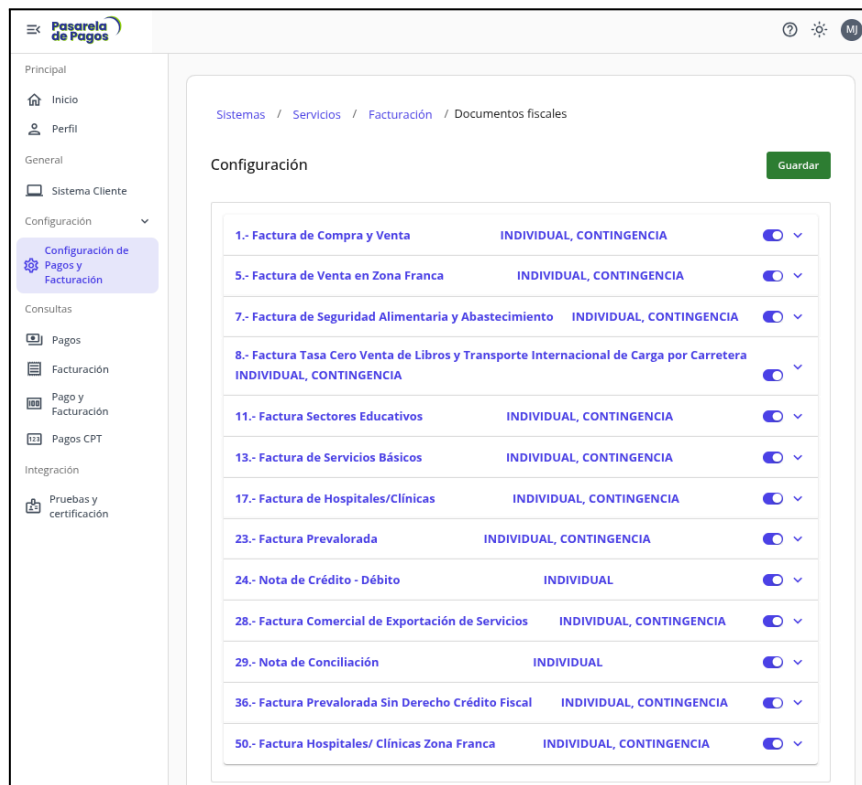 Pasarela
de Pagos
MJ
Principal
Inicio
Perfil
General
Sistema Cliente
Configuración
Configuración de
Pagos y
Facturación
Consultas
Pagos
Facturación
Pago y
Facturación
Pagos CPT
Integración
Pruebas y
certificación
Sistemas / Servicios / Facturación / Documentos fiscales
Configuración
Guardar
1.- Factura de Compra y Venta INDIVIDUAL, CONTINGENCIA
5.- Factura de Venta en Zona Franca INDIVIDUAL, CONTINGENCIA
7.- Factura de Seguridad Alimentaria y Abastecimiento INDIVIDUAL, CONTINGENCIA
8.- Factura Tasa Cero Venta de Libros y Transporte Internacional de Carga por Carretera
INDIVIDUAL, CONTINGENCIA
11.- Factura Sectores Educativos INDIVIDUAL, CONTINGENCIA
13.- Factura de Servicios Básicos INDIVIDUAL, CONTINGENCIA
17.- Factura de Hospitales/Clínicas INDIVIDUAL, CONTINGENCIA
23.- Factura Prevalorada INDIVIDUAL, CONTINGENCIA
24.- Nota de Crédito - Débito INDIVIDUAL
28.- Factura Comercial de Exportación de Servicios INDIVIDUAL, CONTINGENCIA
29.- Nota de Conciliación INDIVIDUAL
36.- Factura Prevalorada Sin Derecho Crédito Fiscal INDIVIDUAL, CONTINGENCIA
50.- Factura Hospitales/ Clínicas Zona Franca INDIVIDUAL, CONTINGENCIA